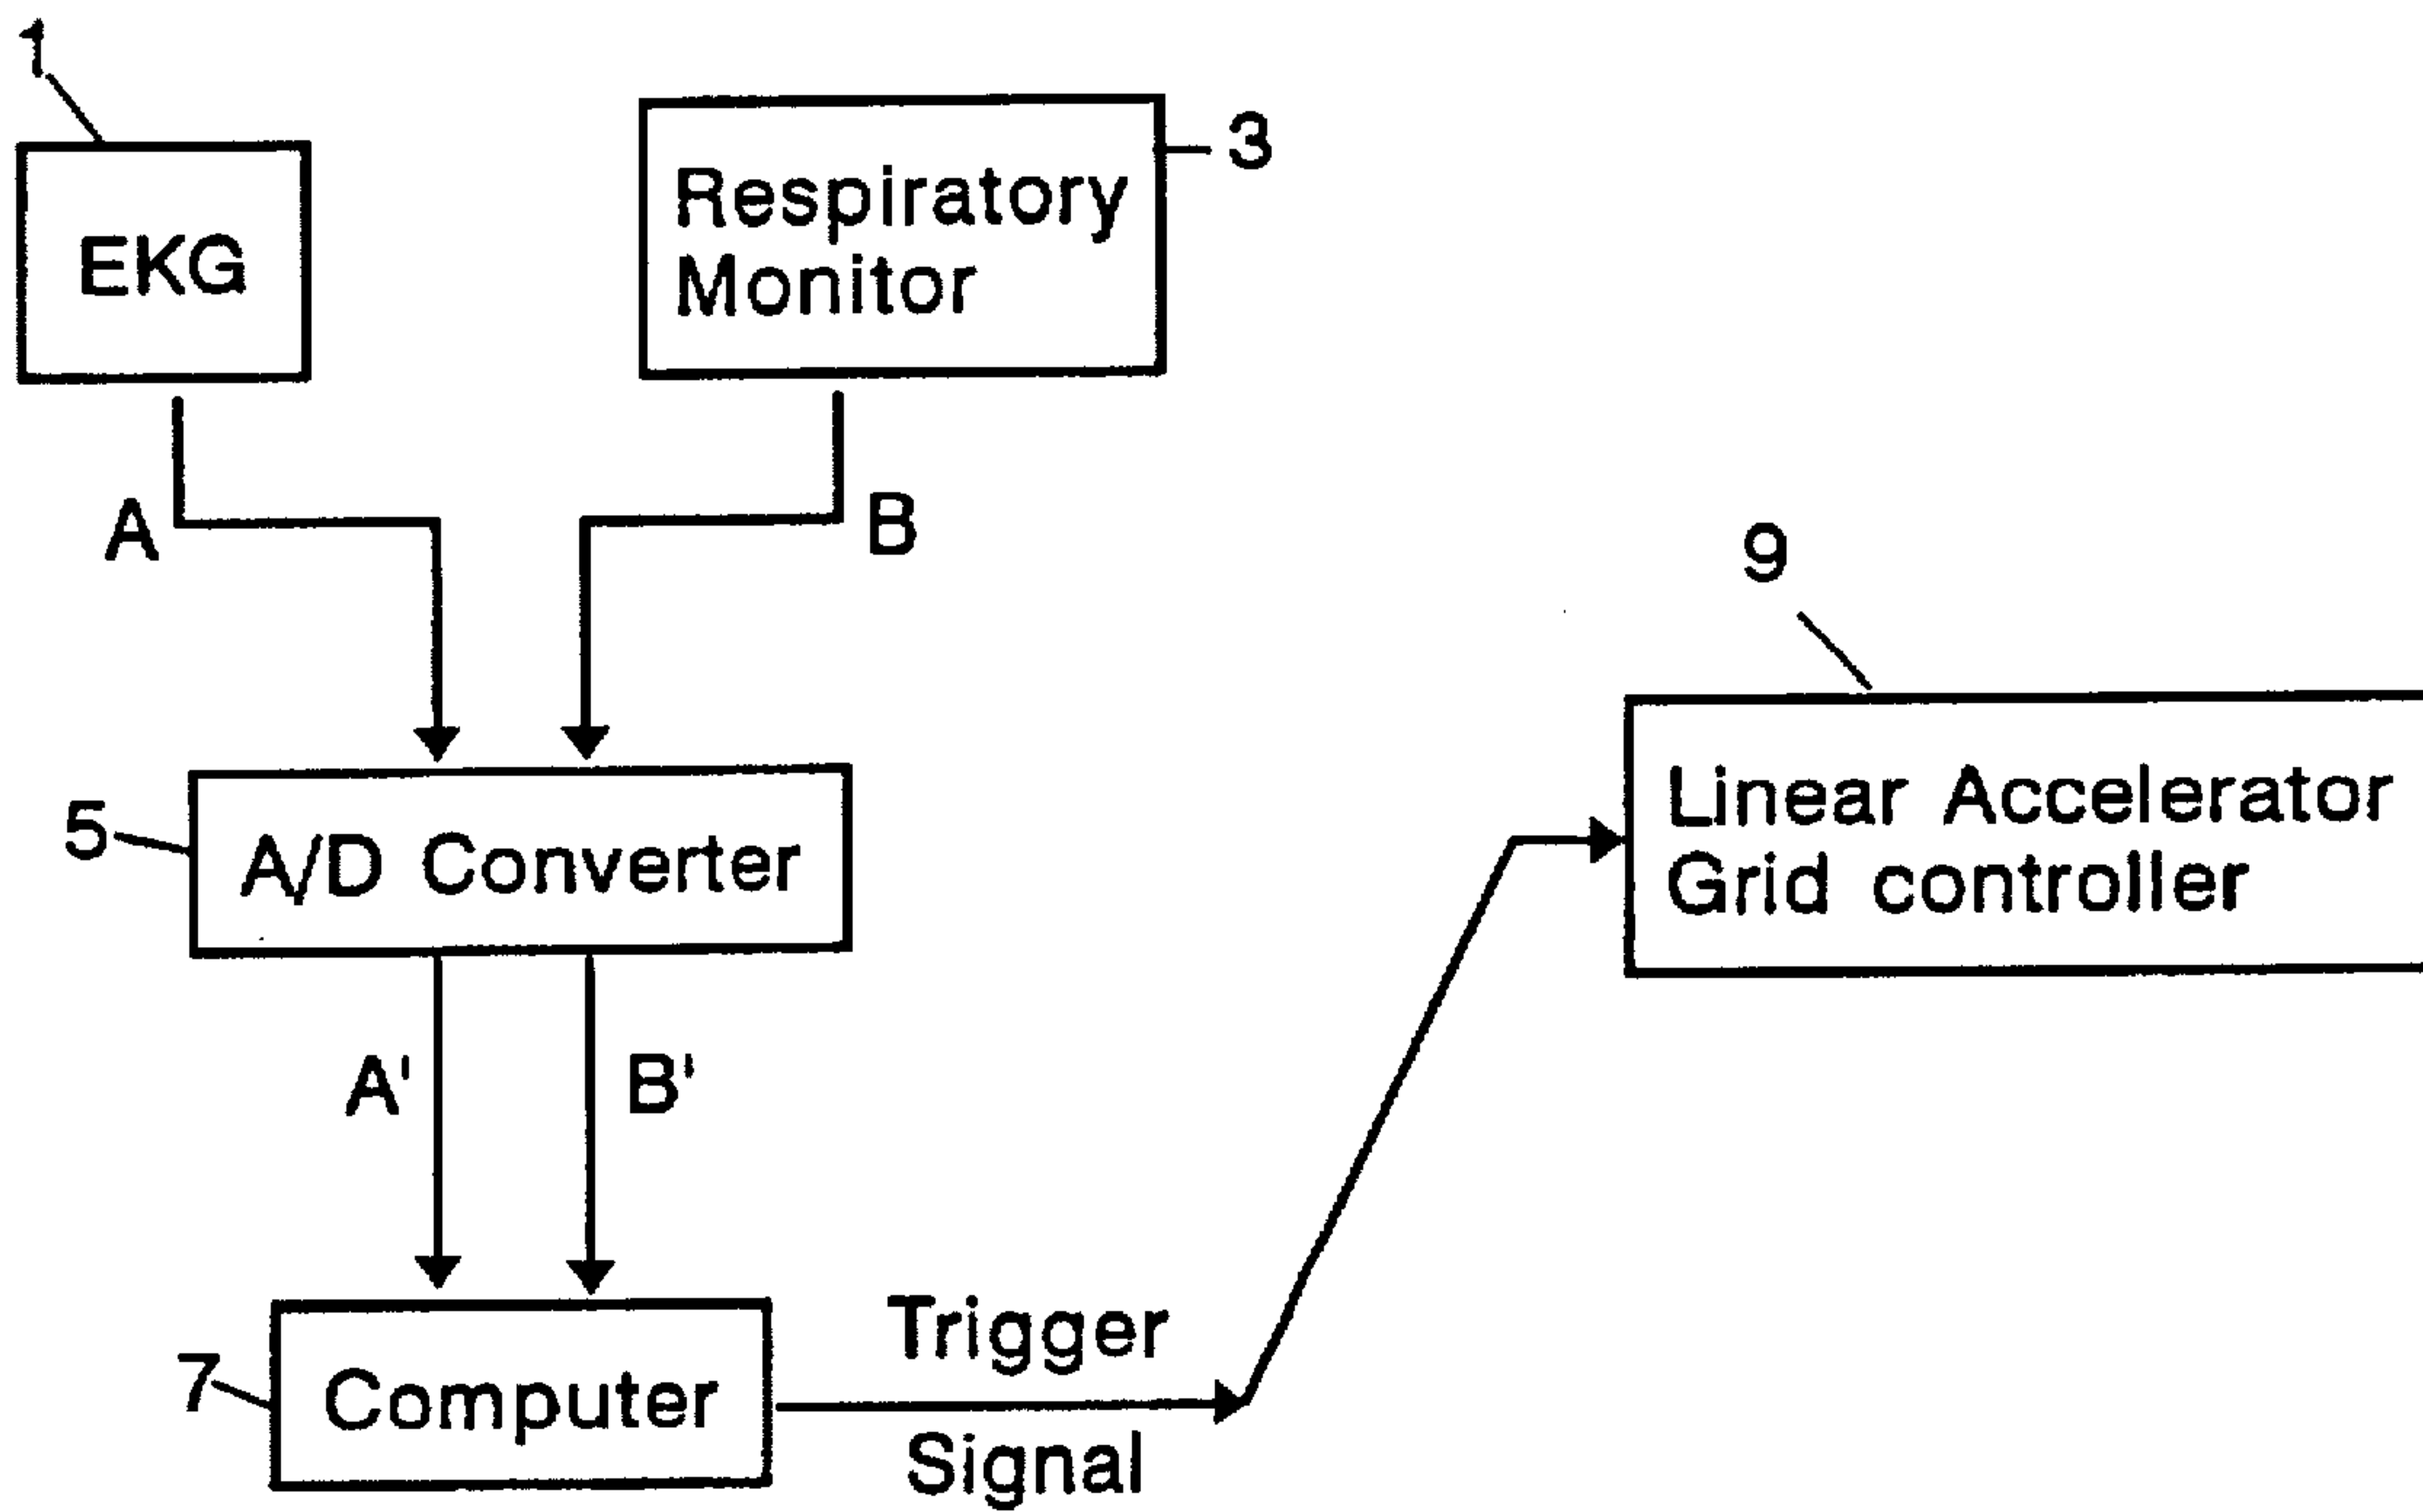 1
EKG
Respiratory
Monitor
3
A
B
9
5
A/D Converter
Linear Accelerator
Grid controller
A'
B'
7
Computer
Trigger
Signal